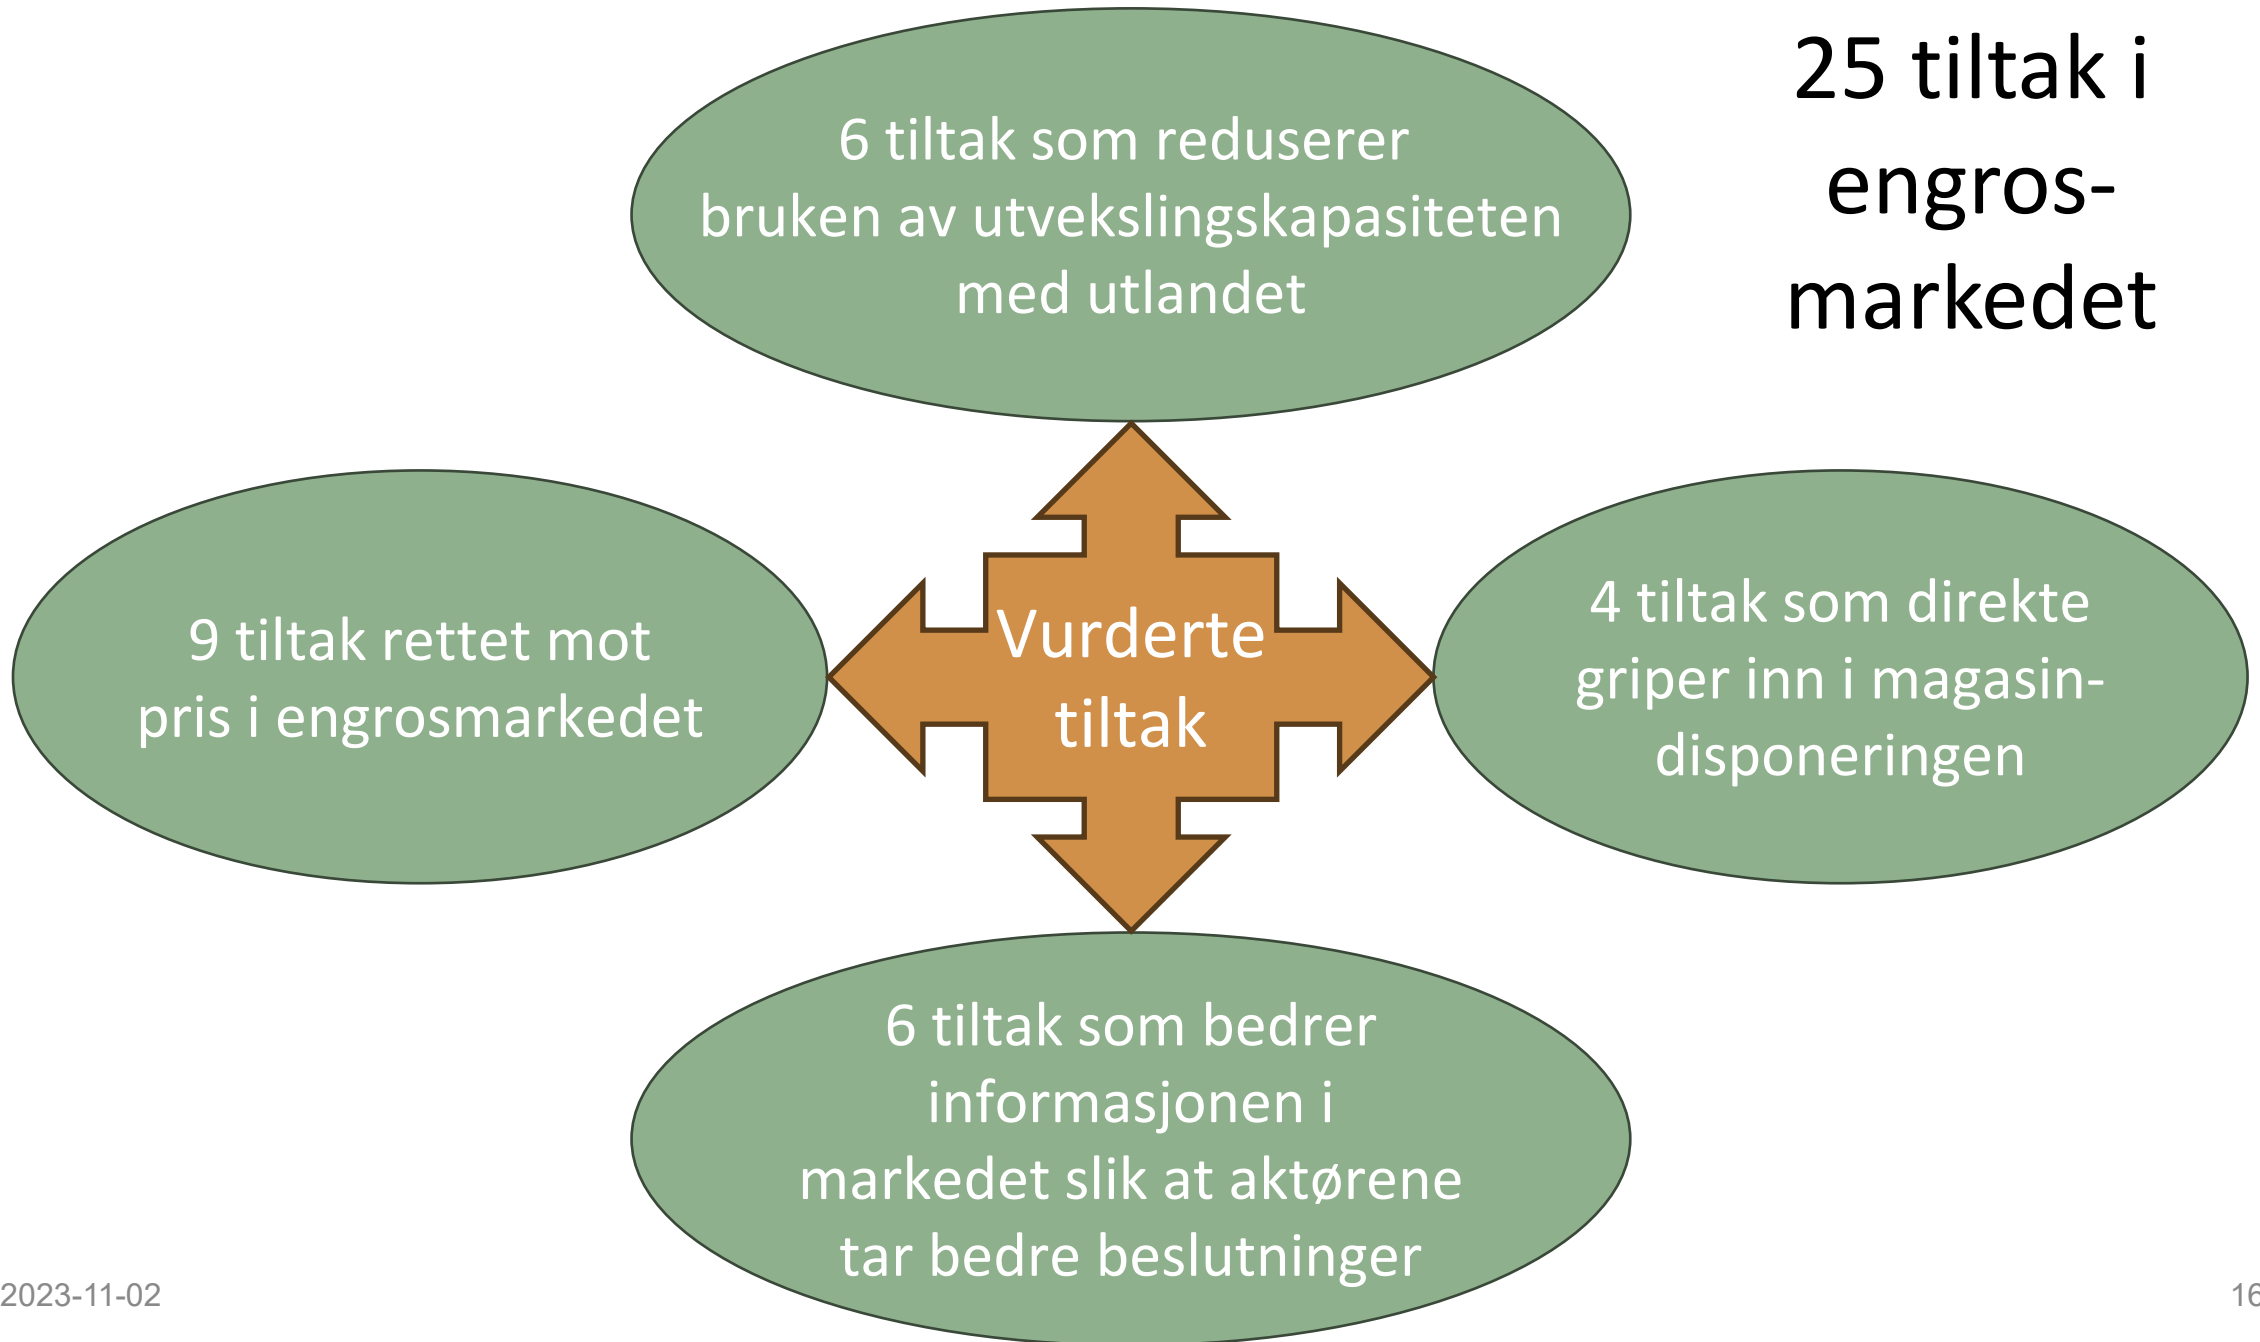 25 tiltak i
engros-
markedet
6 tiltak som reduserer
bruken av utvekslingskapasiteten
med utlandet
9 tiltak rettet mot
pris i engrosmarkedet
Vurderte
tiltak
4 tiltak som direkte
griper inn i magasin-
disponeringen
6 tiltak som bedrer
informasjonen i
markedet slik at aktørene
tar bedre beslutninger
2023-11-02
16